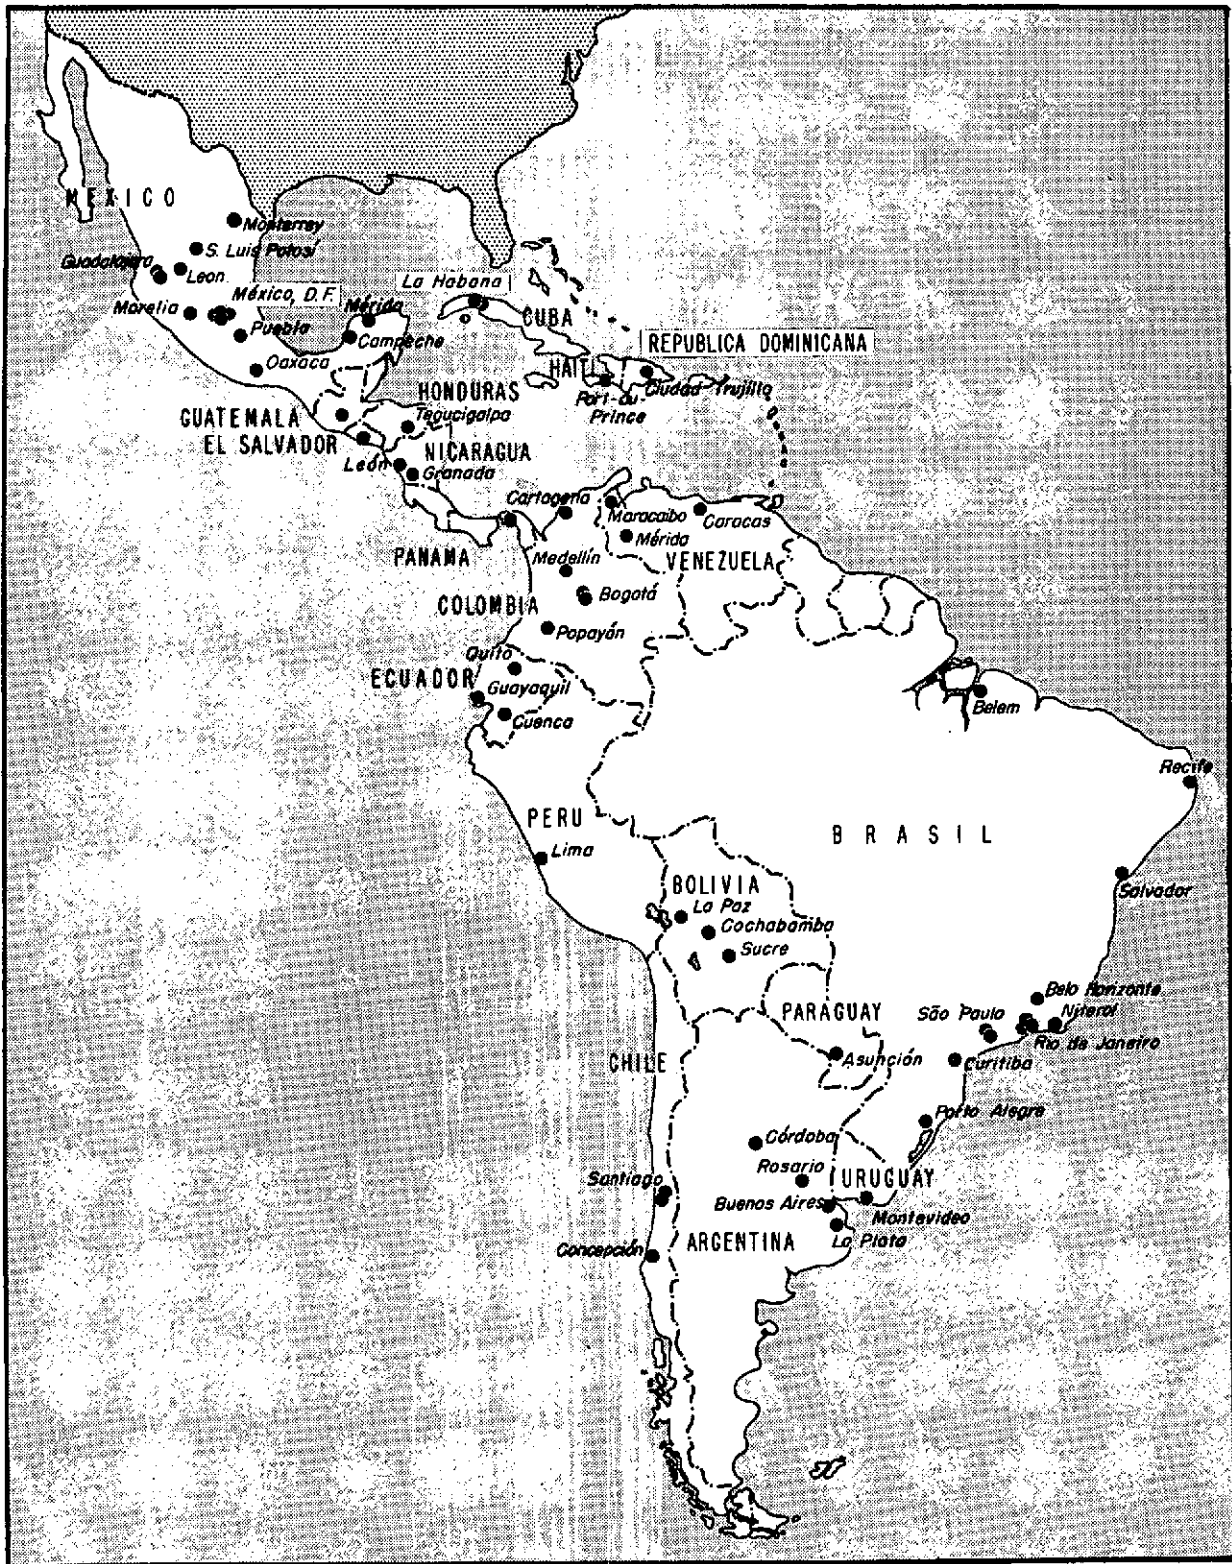 MEXICO
Monterrey
S. Luis Potosí
Guadalajara
Leon
La Habana
Morelia
México, D.F.
Mérida
CUBA
Puebla
Campeche
REPUBLICA DOMINICANA
Oaxaca
HAITI
Ciudad Trujillo
HONDURAS
Port-au-
Prince
GUATEMALA
Tegucigalpa
EL SALVADOR
NICARAGUA
León
Granada
Cartagena
Maracaibo
Caracas
PANAMA
Mérida
Medellín
VENEZUELA
Bogotá
COLOMBIA
Popayán
Quito
ECUADOR
Guayaquil
Cuenca
Belem
Recife
PERU
BRASIL
Lima
Salvador
BOLIVIA
La Paz
Cochabamba
Sucre
Belo Horizonte
PARAGUAY
São Paulo
Niteroi
Rio de Janeiro
CHILE
Asunción
Curitiba
Porto Alegre
Córdoba
Rosario
Santiago
URUGUAY
Buenos Aires
Montevideo
La Plata
Concepción
ARGENTINA